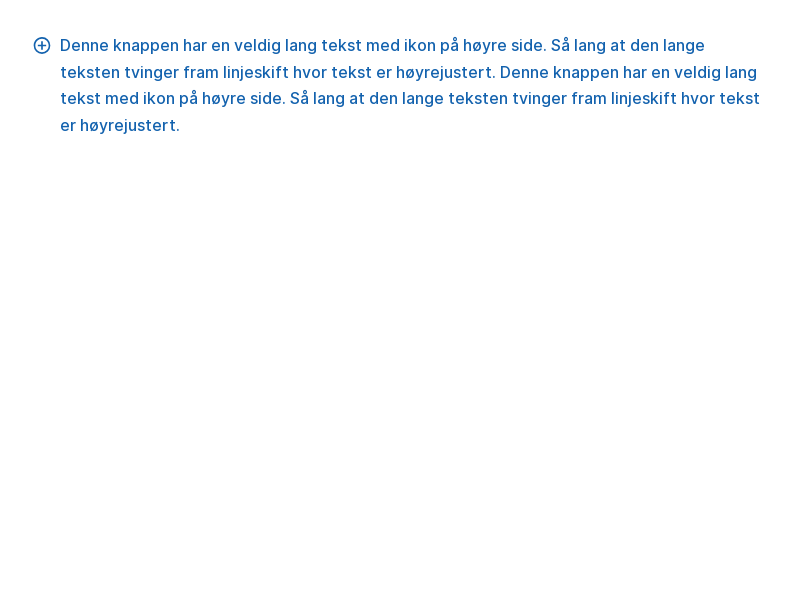 Denne knappen har en veldig lang tekst med ikon på høyre side. Så lang at den lange
teksten tvinger fram linjeskift hvor tekst er høyrejustert. Denne knappen har en veldig lang
tekst med ikon på høyre side. Så lang at den lange teksten tvinger fram linjeskift hvor tekst
er høyrejustert.